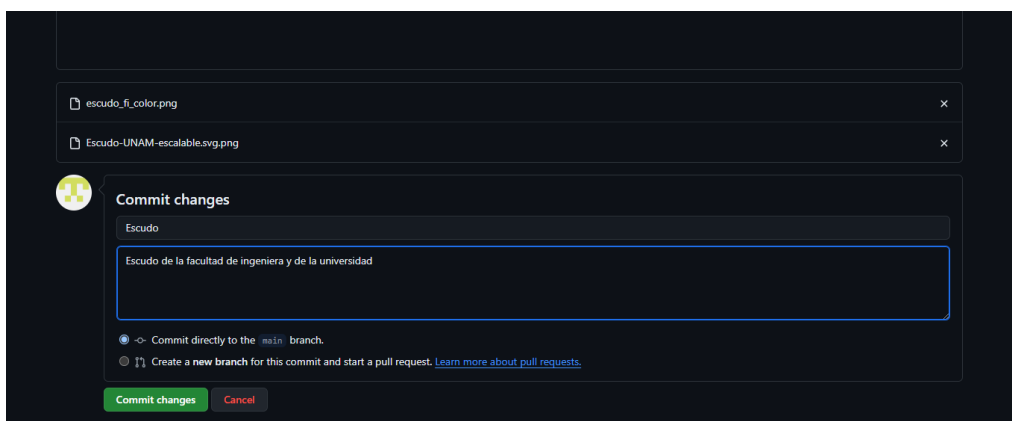 escudo_fi_color.png
Escudo-UNAM-escalable.svg.png
Commit changes
Escudo
Escudo de la facultad de ingeniera y de la universidad
Commit directly to the main branch.
Create a new branch for this commit and start a pull request. Learn more about pull requests.
Commit changes Cancel